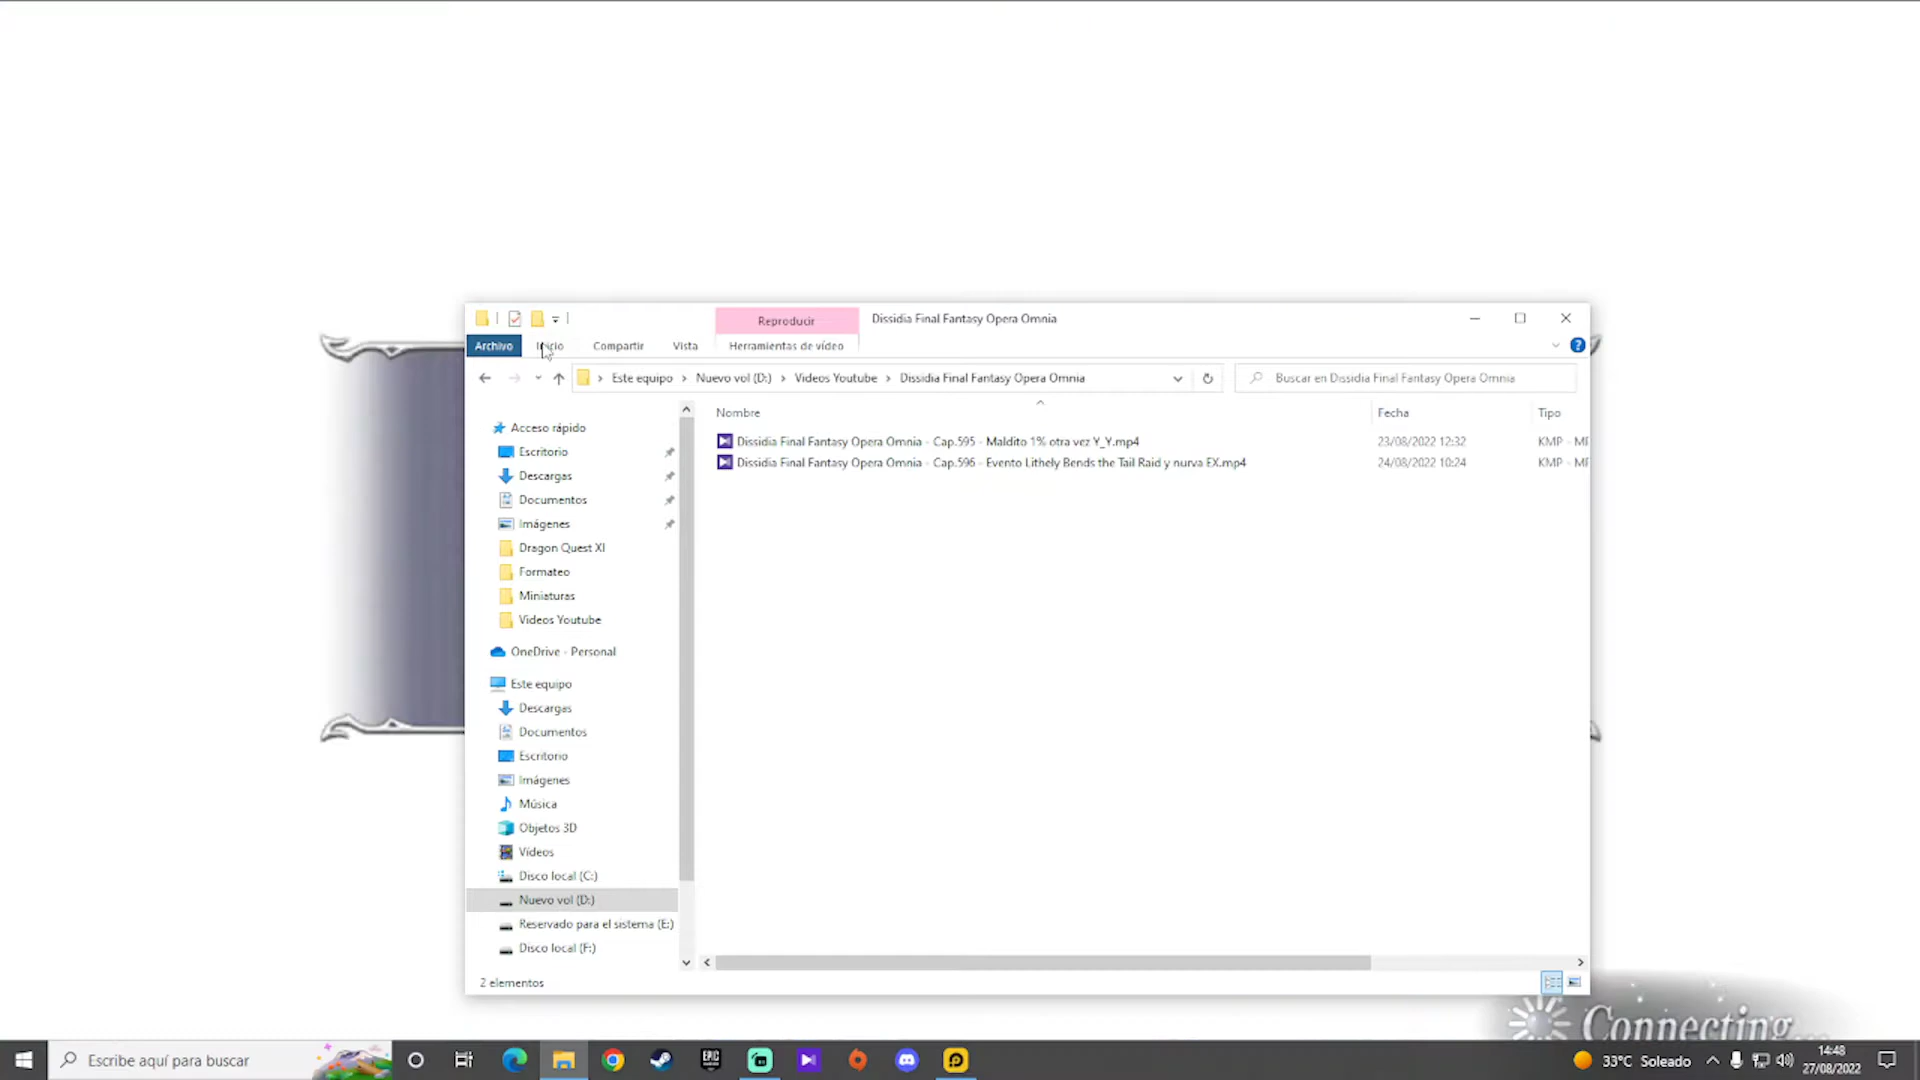 Reproducir
Dissidia Final Fantasy Opera Omnia
Archivo
Inicio
Compartir
Vista
Herramientas de vídeo
Este equipo > Nuevo vol (D:) > Videos Youtube > Dissidia Final Fantasy Opera Omnia
Buscar en Dissidia Final Fantasy Opera Omnia
Nombre
Fecha
Tipo
Dissidia Final Fantasy Opera Omnia - Cap.595 - Maldito 1% otra vez Y_Y.mp4
23/08/2022 12:32
KMP - MP
Dissidia Final Fantasy Opera Omnia - Cap.596 - Evento Lithely Bends the Tail Raid y nurva EX.mp4
24/08/2022 10:24
KMP - MP
Acceso rápido
Escritorio
Descargas
Documentos
Imágenes
Dragon Quest XI
Formateo
Miniaturas
Videos Youtube
OneDrive - Personal
Este equipo
Descargas
Documentos
Escritorio
Imágenes
Música
Objetos 3D
Vídeos
Disco local (C:)
Nuevo vol (D:)
Reservado para el sistema (E:)
Disco local (F:)
2 elementos
Connecting...
Escribe aquí para buscar
EPIC
33°C Soleado
14:48
27/08/2022